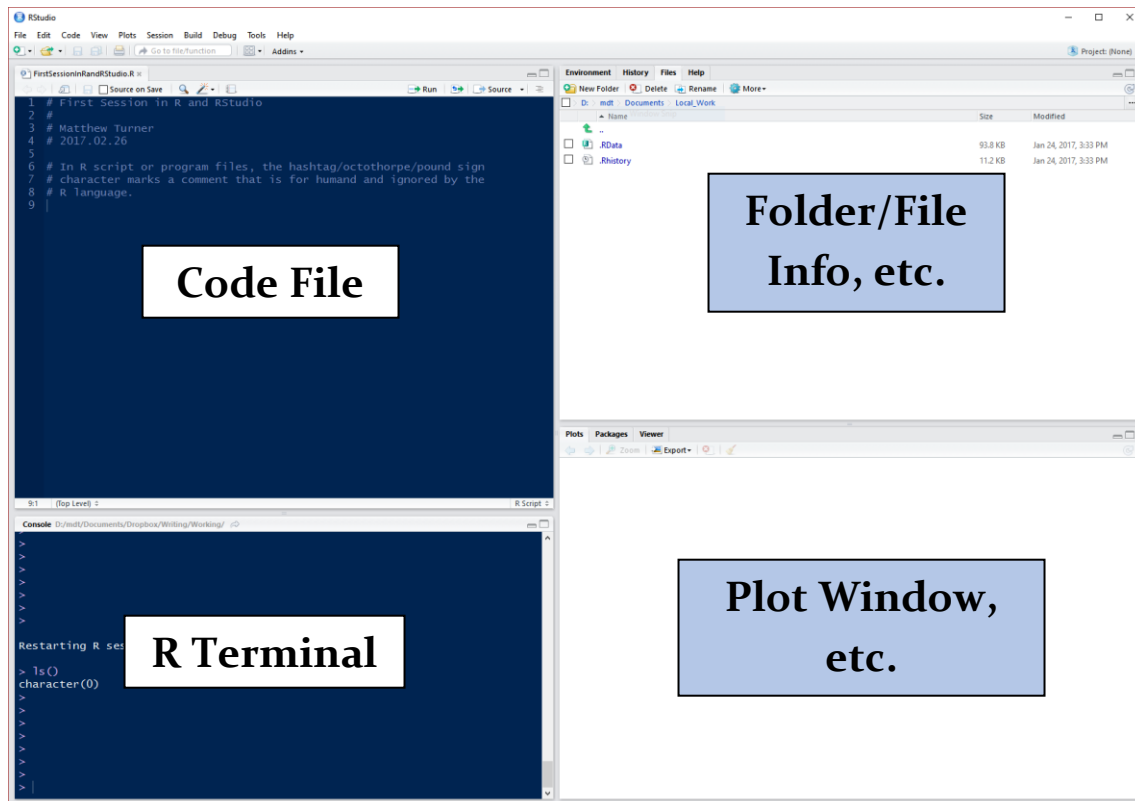 RStudio
File Edit Code View Plots Session Build Debug Tools Help
Go to file/function Addins
Project: (None)
FirstSessionInRandRStudio.R
Source on Save Run Source
1 # First Session in R and RStudio
2 #
3 # Matthew Turner
4 # 2017.02.26
5
6 # In R script or program files, the hashtag/octothorpe/pound sign
7 # character marks a comment that is for humand and ignored by the
8 # R language.
9
Code File
9:1 (Top Level) R Script
Console D:/mdt/Documents/Dropbox/Writing/Working/
>
>
>
>
>
>
>
Restarting R ses
> ls()
character(0)
>
>
>
>
>
>
>
>
R Terminal
Environment History Files Help
New Folder Delete Rename More
D: mdt Documents Local_Work
Name Size Modified
..
.RData 93.8 KB Jan 24, 2017, 3:33 PM
.Rhistory 11.2 KB Jan 24, 2017, 3:33 PM
Folder/File
Info, etc.
Plots Packages Viewer
Zoom Export
Plot Window,
etc.